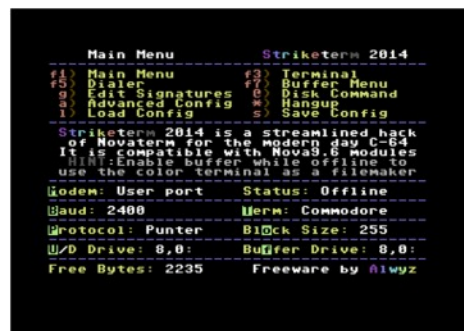 Main Menu Striketerm 2014
f1) Main Menu f3) Terminal
f5) Dialer f7) Buffer Menu
g) Edit Signatures @) Disk Command
a) Advanced Config *) Hangup
l) Load Config s) Save Config
Striketerm 2014 is a streamlined hack
of Novaterm for the modern day C-64
It is compatible with Nova9.6 modules
HINT:Enable buffer while offline to
use the color terminal as a filemaker
Modem: User port Status: Offline
Baud: 2400 Term: Commodore
Protocol: Punter Block Size: 255
U/D Drive: 8,0: Buffer Drive: 8,0:
Free Bytes: 2235 Freeware by Alwyz